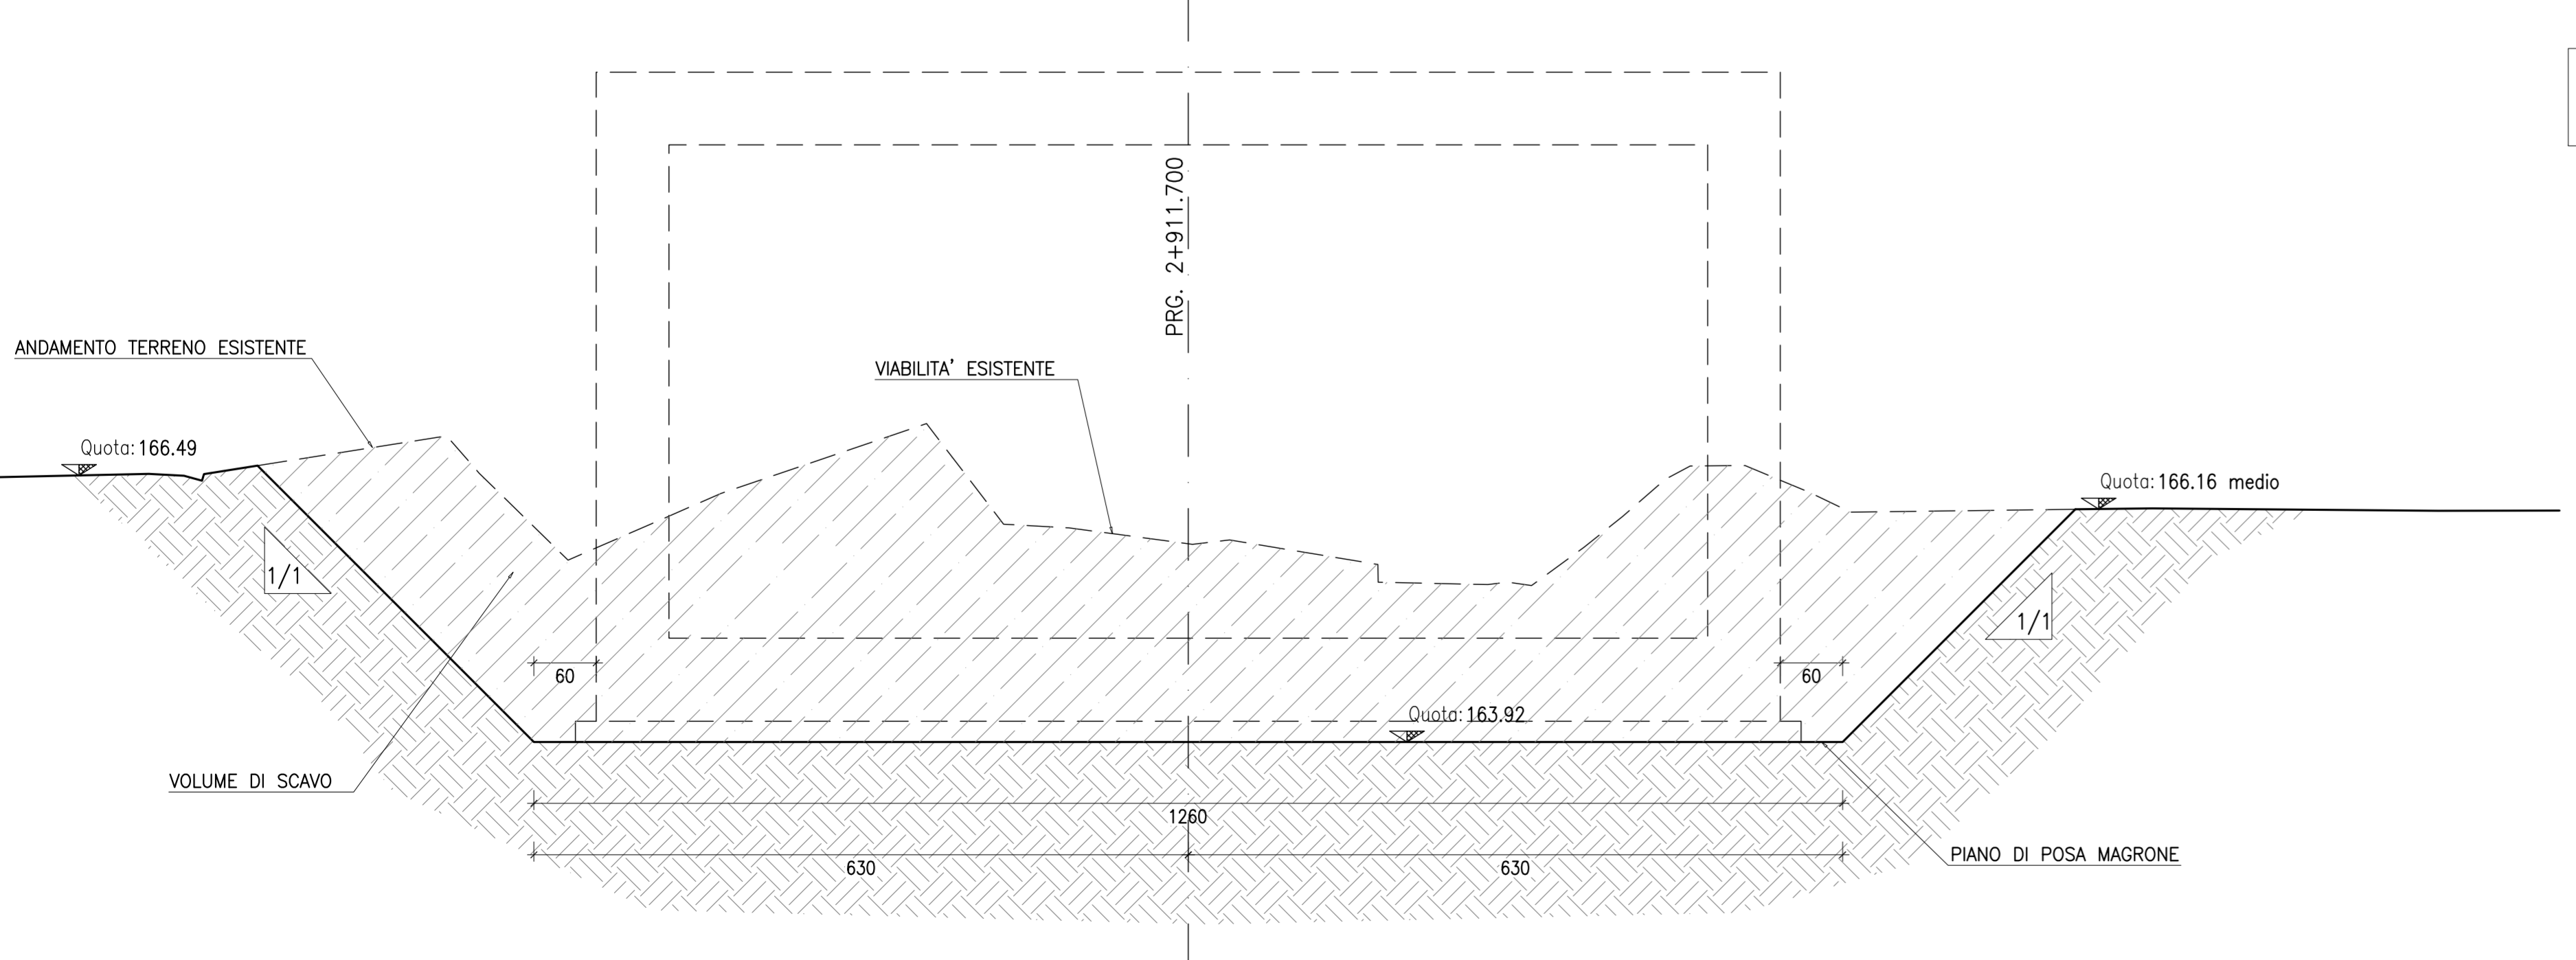 PRG. 2+911.700
ANDAMENTO TERRENO ESISTENTE
VIABILITA' ESISTENTE
Quota: 166.49
Quota: 166.16 medio
1/1
1/1
60
60
Quota: 163.92
VOLUME DI SCAVO
1260
PIANO DI POSA MAGRONE
630
630